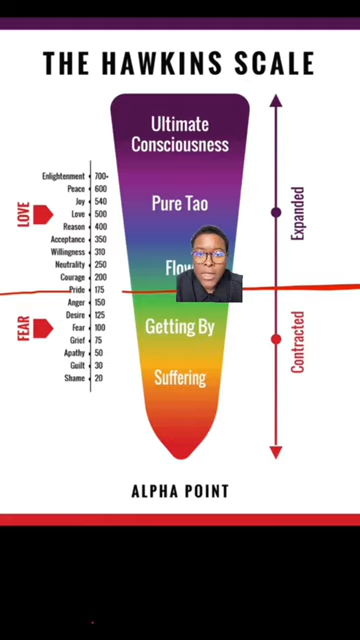 THE HAWKINS SCALE
Ultimate
Consciousness
Pure Tao
Flow
Getting By
Suffering
Enlightenment 700+
Peace 600
Joy 540
Love 500
Reason 400
Acceptance 350
Willingness 310
Neutrality 250
Courage 200
Pride 175
Anger 150
Desire 125
Fear 100
Grief 75
Apathy 50
Guilt 30
Shame 20
LOVE
FEAR
Expanded
Contracted
ALPHA POINT